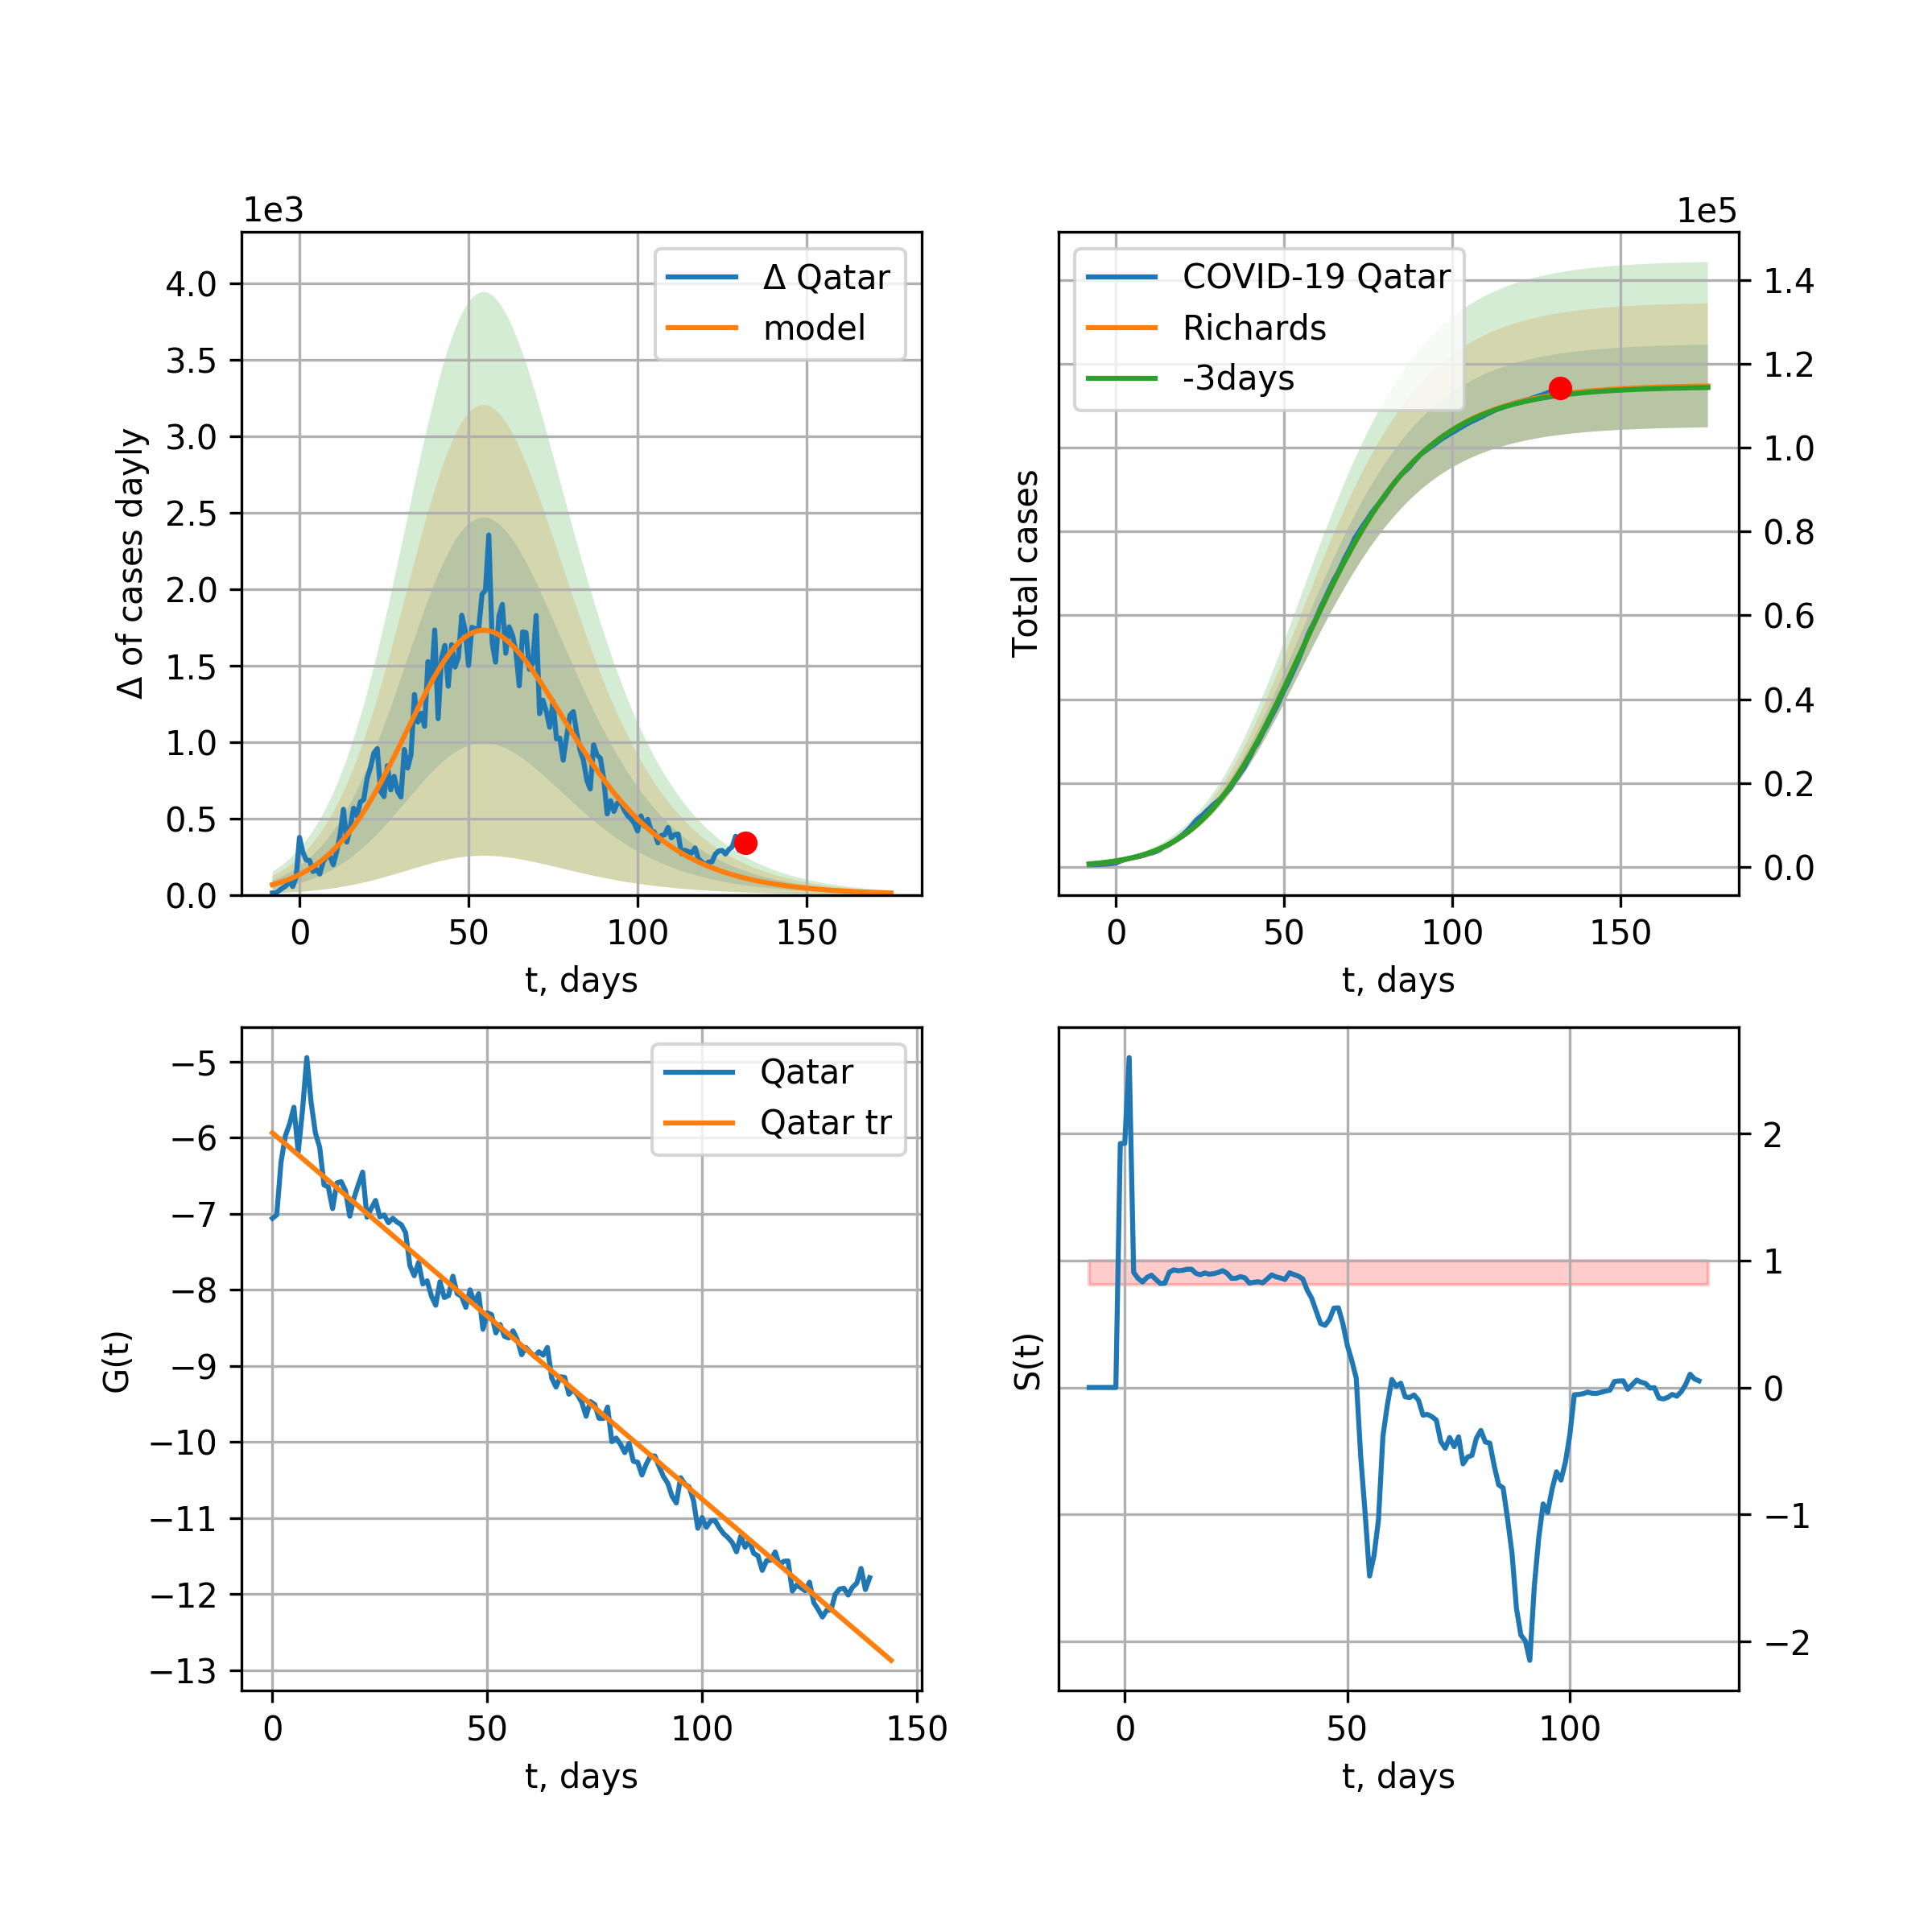 1e3
Δ of cases dayly
4.0
3.5
3.0
2.5
2.0
1.5
1.0
0.5
0.0
Δ Qatar
model
0 50 100 150
t, days
1e5
Total cases
COVID-19 Qatar
Richards
-3days
1.4
1.2
1.0
0.8
0.6
0.4
0.2
0.0
0 50 100 150
t, days
G(t)
−5
−6
−7
−8
−9
−10
−11
−12
−13
Qatar
Qatar tr
0 50 100 150
t, days
S(t)
2
1
0
−1
−2
0 50 100
t, days